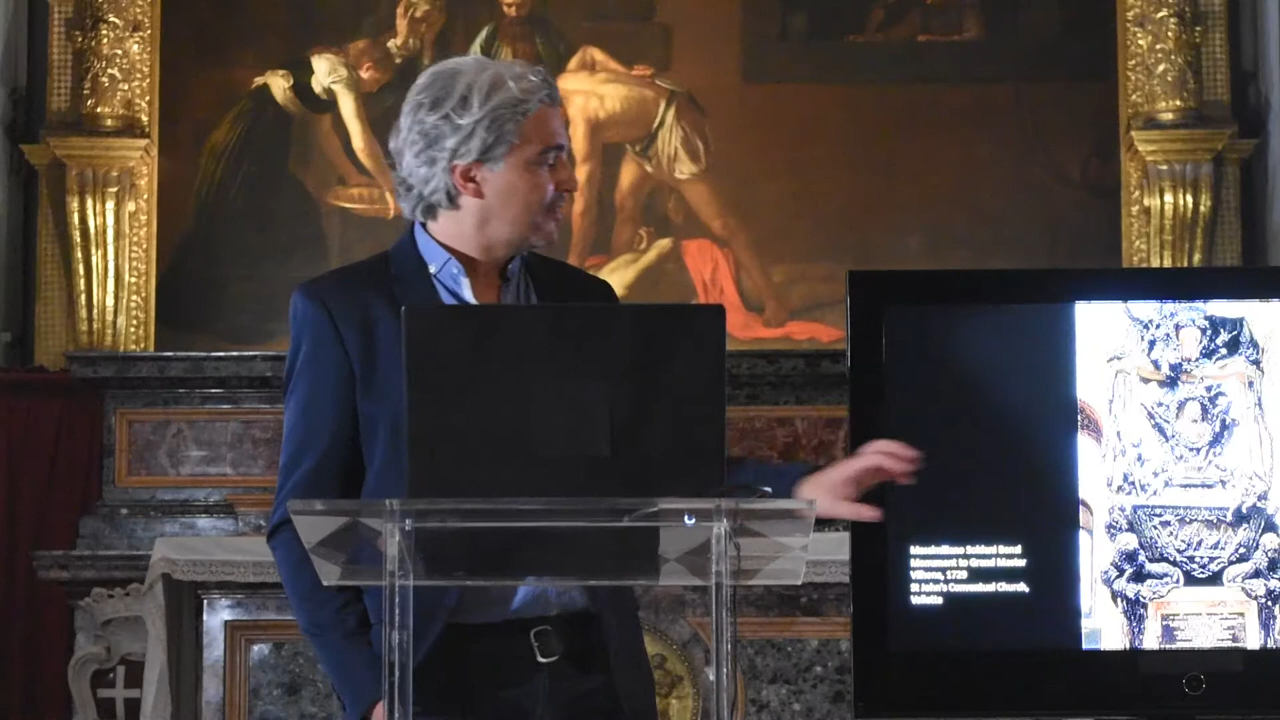 Massimiliano Soldani Benzi
Monument to Grand Master
Vilhena, 1729
St John's Conventual Church,
Valletta